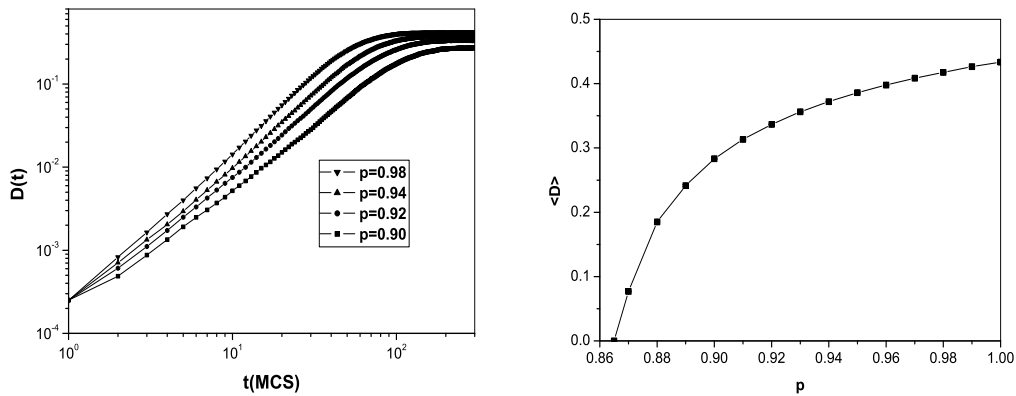 D(t)
10⁻¹
10⁻²
10⁻³
10⁻⁴
10⁰ 10¹ 10²
t(MCS)
p=0.98
p=0.94
p=0.92
p=0.90
<D>
0.5
0.4
0.3
0.2
0.1
0.0
0.86 0.88 0.90 0.92 0.94 0.96 0.98 1.00
p